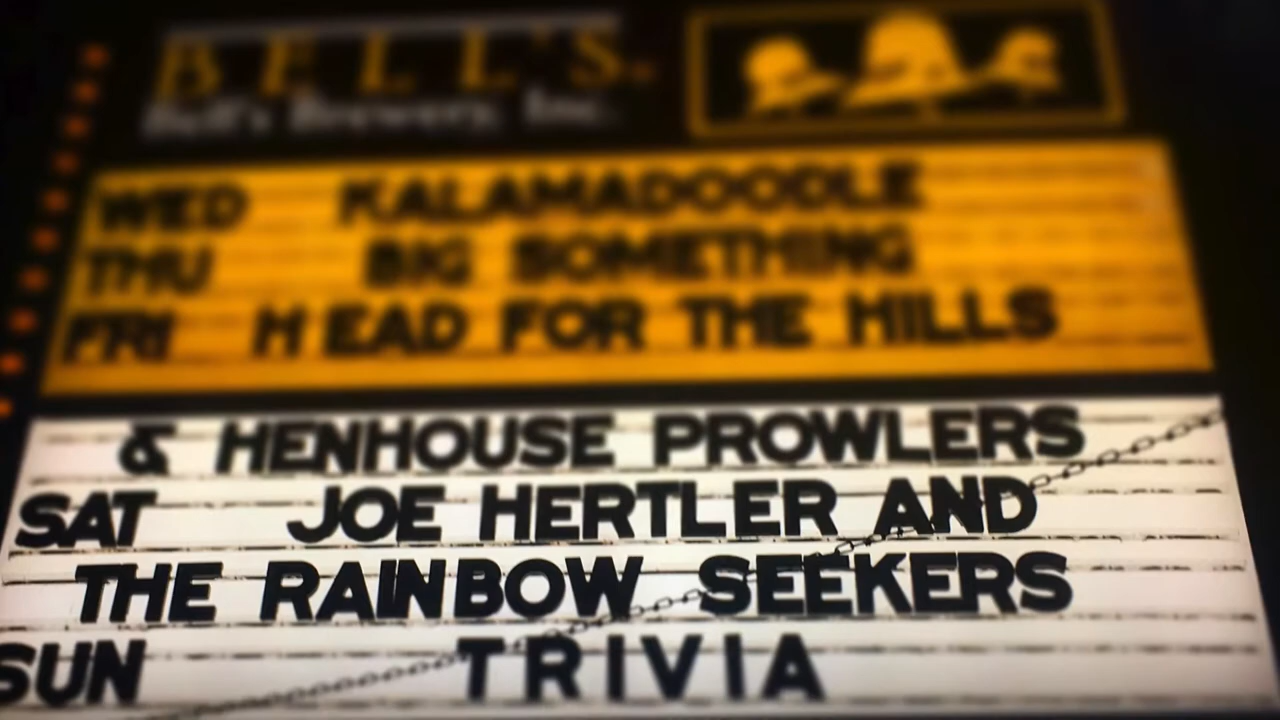 BELL'S
Bell's Brewery, Inc.
WED KALAMADOODLE
THU BIG SOMETHING
FRI HEAD FOR THE HILLS
& HENHOUSE PROWLERS
SAT JOE HERTLER AND
THE RAINBOW SEEKERS
SUN TRIVIA